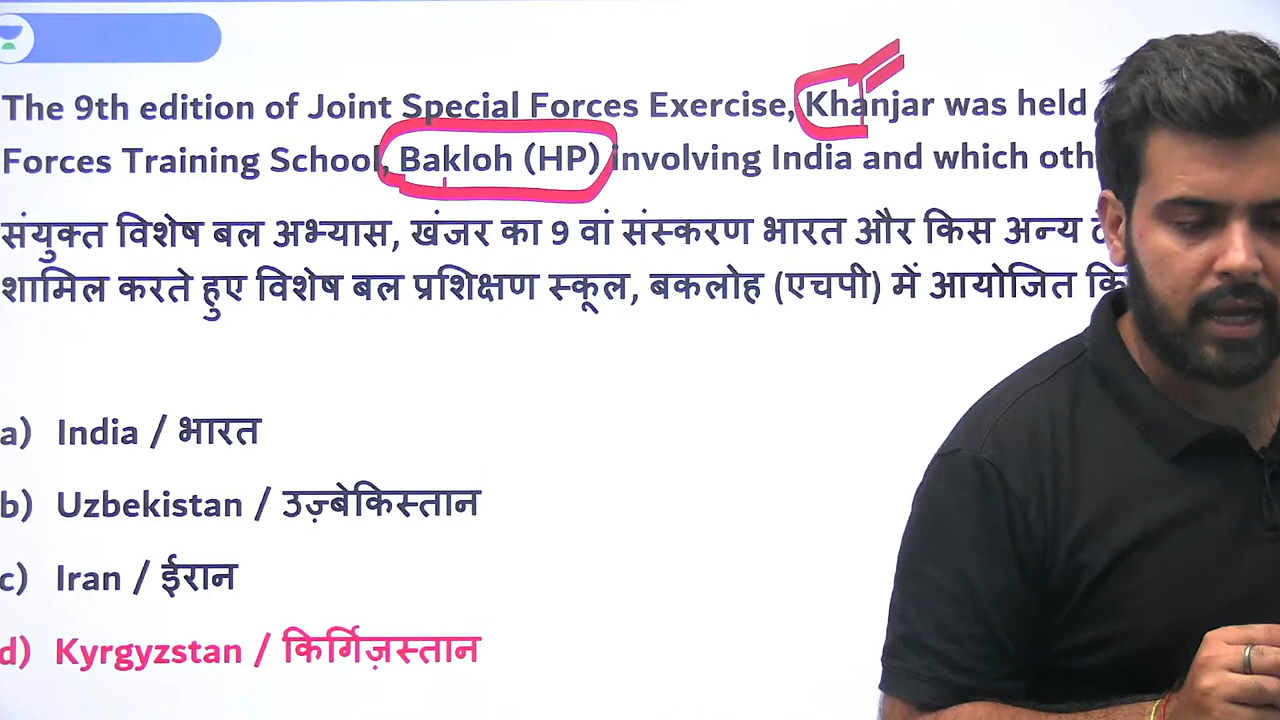 The 9th edition of Joint Special Forces Exercise, Khanjar was held
Forces Training School, Bakloh (HP) involving India and which oth
संयुक्त विशेष बल अभ्यास, खंजर का 9 वां संस्करण भारत और किस अन्य
शामिल करते हुए विशेष बल प्रशिक्षण स्कूल, बकलोह (एचपी) में आयोजित कि
a) India / भारत
b) Uzbekistan / उज़्बेकिस्तान
c) Iran / ईरान
d) Kyrgyzstan / किर्गिज़स्तान